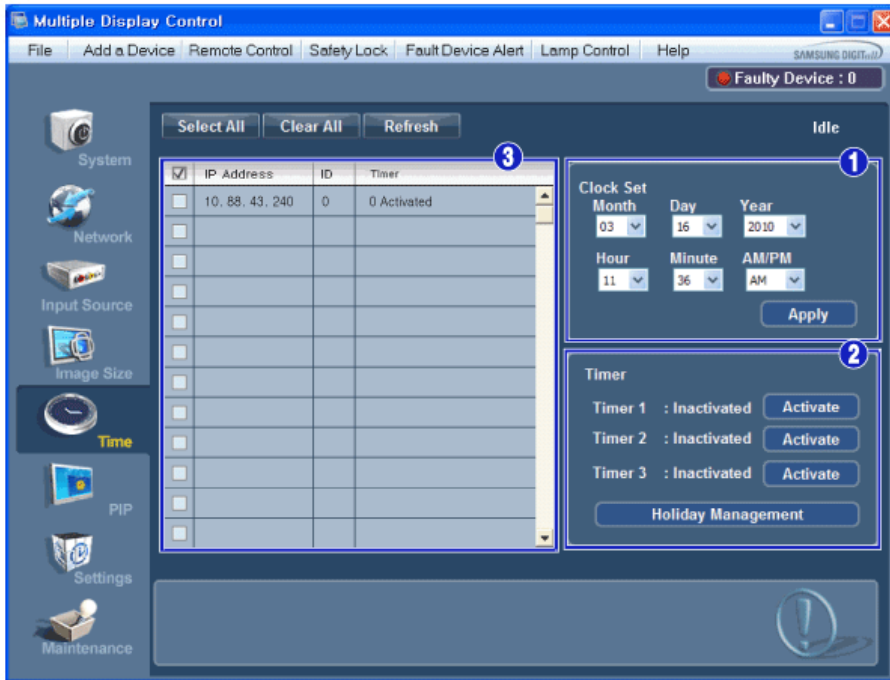 Multiple Display Control
File Add a Device Remote Control Safety Lock Fault Device Alert Lamp Control Help SAMSUNG DIGITall
Faulty Device : 0
System
Network
Input Source
Image Size
Time
PIP
Settings
Maintenance
Select All Clear All Refresh Idle
3
IP Address ID Timer
10. 88. 43. 240 0 0 Activated
1
Clock Set
Month Day Year
03 16 2010
Hour Minute AM/PM
11 36 AM
Apply
2
Timer
Timer 1 : Inactivated Activate
Timer 2 : Inactivated Activate
Timer 3 : Inactivated Activate
Holiday Management